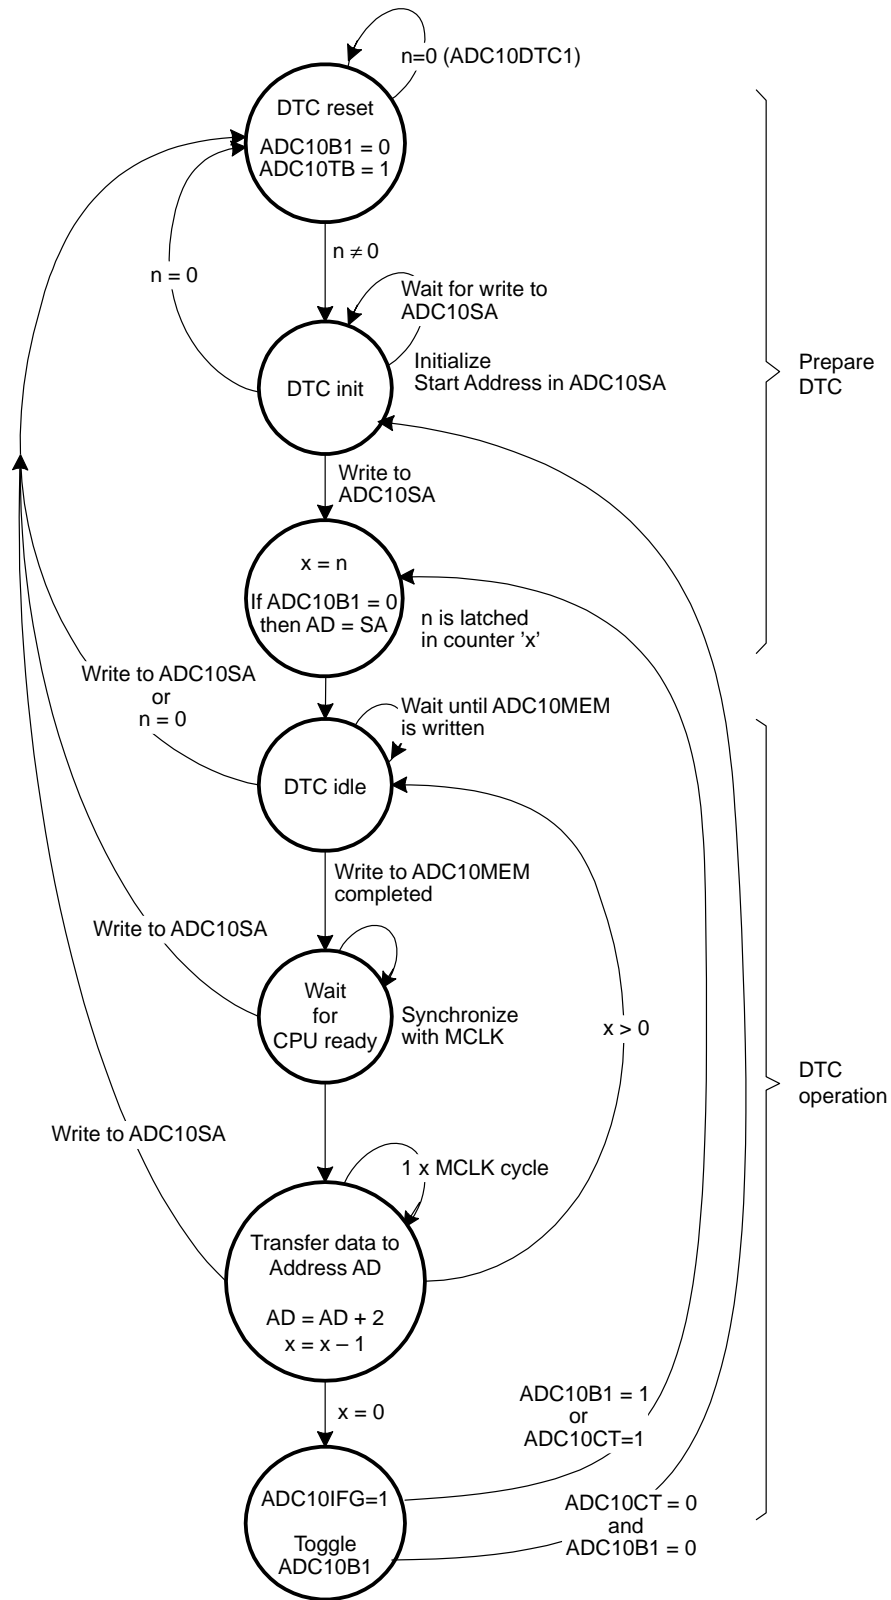 n=0 (ADC10DTC1)
DTC reset
ADC10B1 = 0
ADC10TB = 1
n ≠ 0
n = 0
Wait for write to
ADC10SA
DTC init
Initialize
Start Address in ADC10SA
Prepare
DTC
Write to
ADC10SA
x = n
If ADC10B1 = 0
then AD = SA
n is latched
in counter ’x’
Write to ADC10SA
or
n = 0
Wait until ADC10MEM
is written
DTC idle
Write to ADC10MEM
completed
Write to ADC10SA
Wait
for
CPU ready
Synchronize
with MCLK
x > 0
DTC
operation
Write to ADC10SA
1 x MCLK cycle
Transfer data to
Address AD
AD = AD + 2
x = x – 1
x = 0
ADC10B1 = 1
or
ADC10CT=1
ADC10IFG=1
Toggle
ADC10B1
ADC10CT = 0
and
ADC10B1 = 0